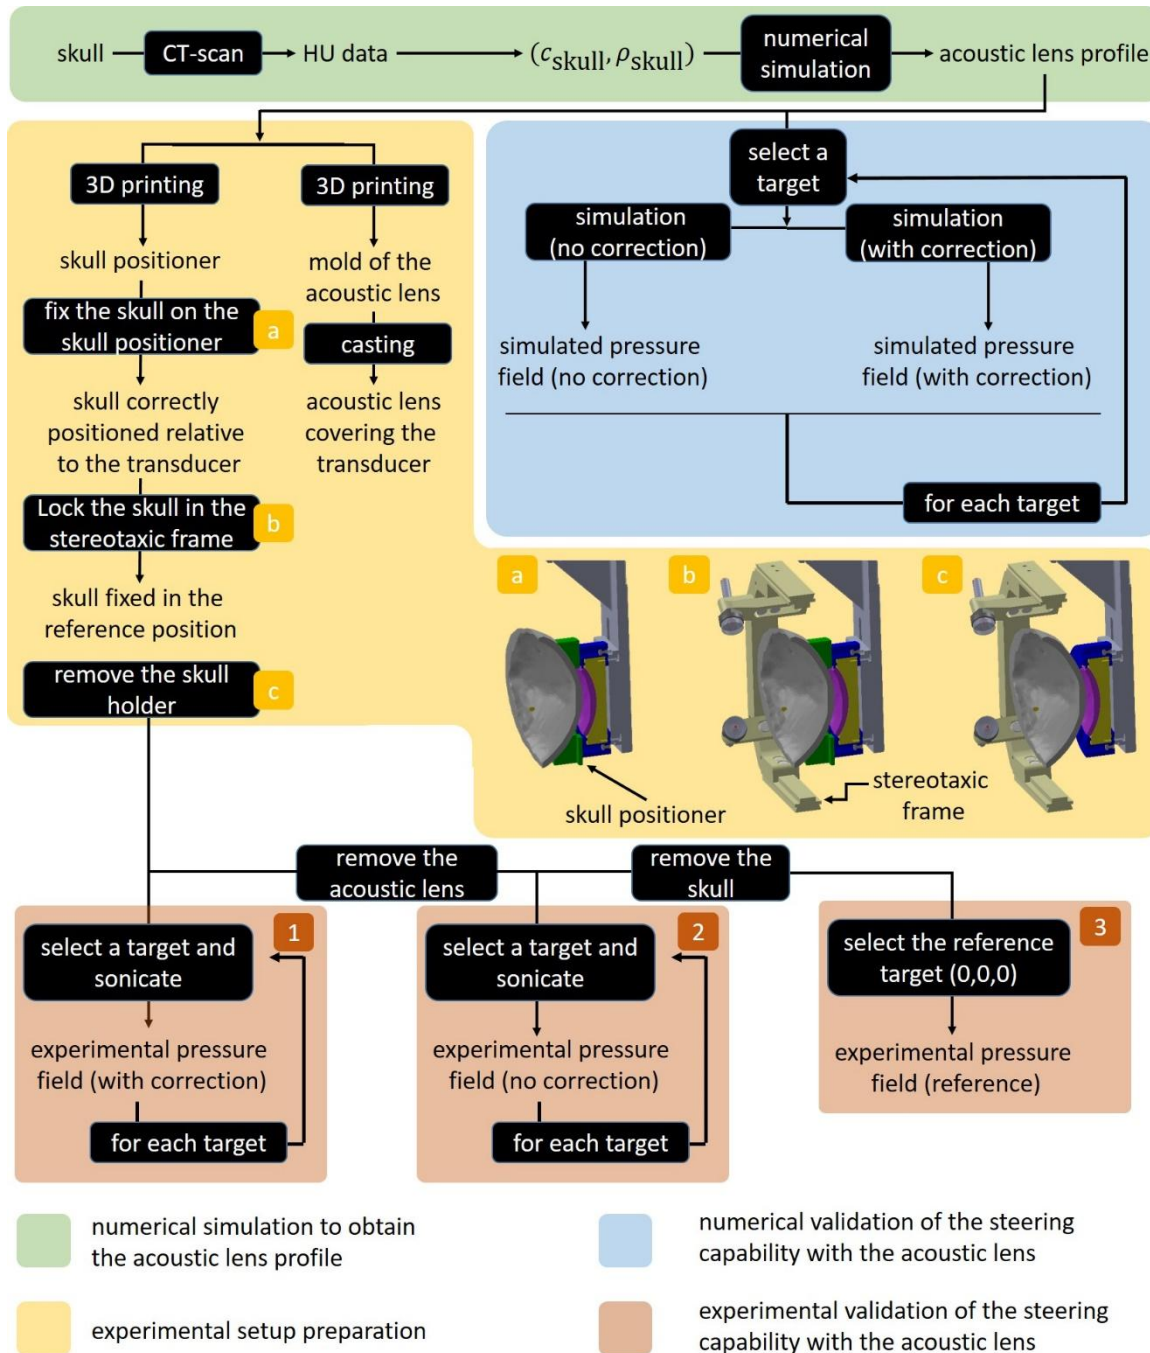 skull
CT-scan
HU data
(c_skull, ρ_skull)
numerical
simulation
acoustic lens profile
3D printing
skull positioner
fix the skull on the
skull positioner
a
skull correctly
positioned relative
to the transducer
Lock the skull in the
stereotaxic frame
b
skull fixed in the
reference position
remove the skull
holder
c
3D printing
mold of the
acoustic lens
casting
acoustic lens
covering the
transducer
select a
target
simulation
(no correction)
simulation
(with correction)
simulated pressure
field (no correction)
simulated pressure
field (with correction)
for each target
a
b
c
skull positioner
stereotaxic
frame
remove the
acoustic lens
remove the
skull
1
select a target and
sonicate
experimental pressure
field (with correction)
for each target
2
select a target and
sonicate
experimental pressure
field (no correction)
for each target
3
select the reference
target (0,0,0)
experimental pressure
field (reference)
numerical simulation to obtain
the acoustic lens profile
numerical validation of the steering
capability with the acoustic lens
experimental setup preparation
experimental validation of the steering
capability with the acoustic lens